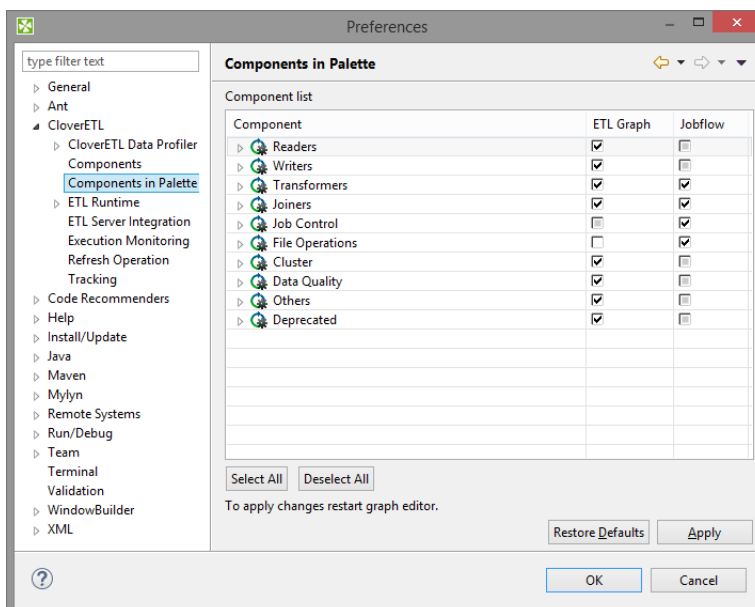 Preferences
type filter text
General
Ant
CloverETL
CloverETL Data Profiler
Components
Components in Palette
ETL Runtime
ETL Server Integration
Execution Monitoring
Refresh Operation
Tracking
Code Recommenders
Help
Install/Update
Java
Maven
Mylyn
Remote Systems
Run/Debug
Team
Terminal
Validation
WindowBuilder
XML
Components in Palette
Component list
Component ETL Graph Jobflow
Readers
Writers
Transformers
Joiners
Job Control
File Operations
Cluster
Data Quality
Others
Deprecated
Select All Deselect All
To apply changes restart graph editor.
Restore Defaults Apply
? OK Cancel